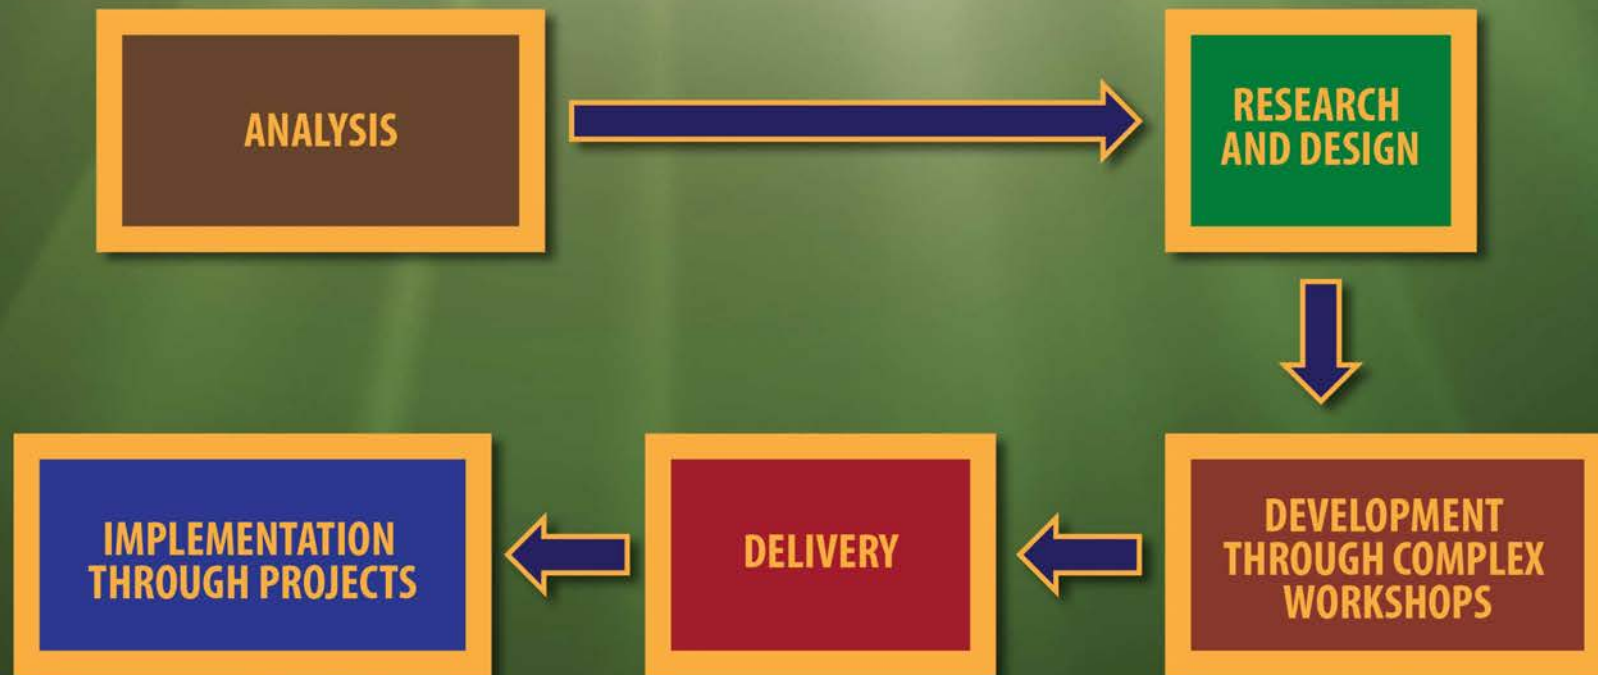 ANALYSIS
RESEARCH
AND DESIGN
DEVELOPMENT
THROUGH COMPLEX
WORKSHOPS
DELIVERY
IMPLEMENTATION
THROUGH PROJECTS